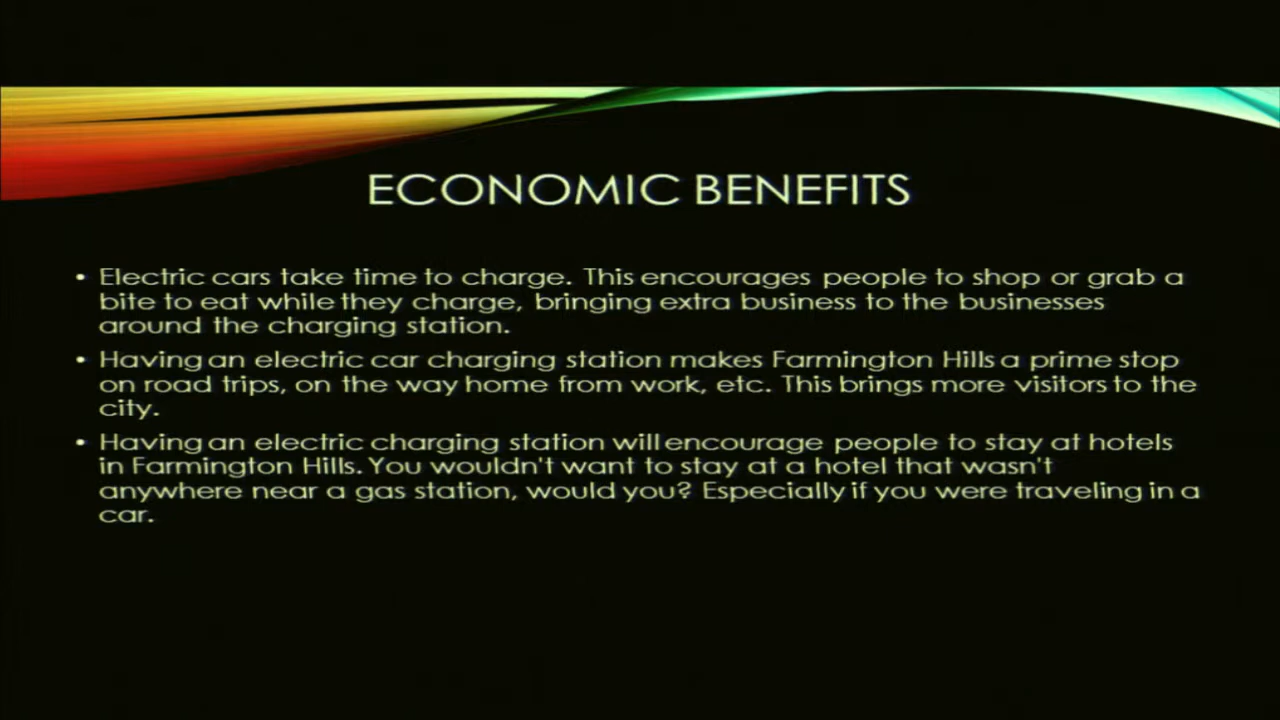 ECONOMIC BENEFITS
• Electric cars take time to charge. This encourages people to shop or grab a
bite to eat while they charge, bringing extra business to the businesses
around the charging station.
• Having an electric car charging station makes Farmington Hills a prime stop
on road trips, on the way home from work, etc. This brings more visitors to the
city.
• Having an electric charging station will encourage people to stay at hotels
in Farmington Hills. You wouldn't want to stay at a hotel that wasn't
anywhere near a gas station, would you? Especially if you were traveling in a
car.